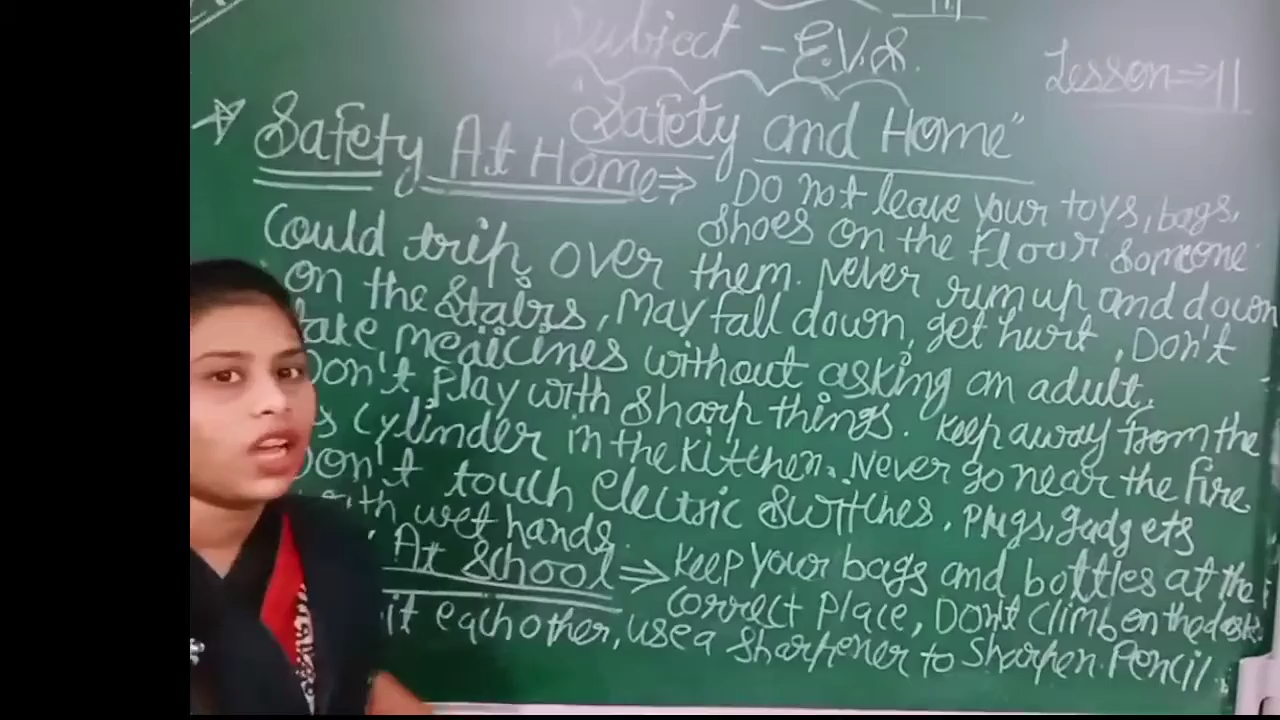 Subject - E.V.S.
Lesson ⇒ 11
Safety and Home"
Safety At Home ⇒ Do not leave your toys, bags,
shoes on the floor someone
could trip over them. Never run up and down
on the stairs, May fall down, get hurt, Don't
take medicines without asking an adult.
Don't play with sharp things. Keep away from the
cylinder in the kitchen. Never go near the fire
Don't touch electric switches, plugs, gadgets
with wet hands.
At School ⇒ Keep your bags and bottles at the
correct place, Don't climb on the desk.
each other, use a sharpener to sharpen Pencil.